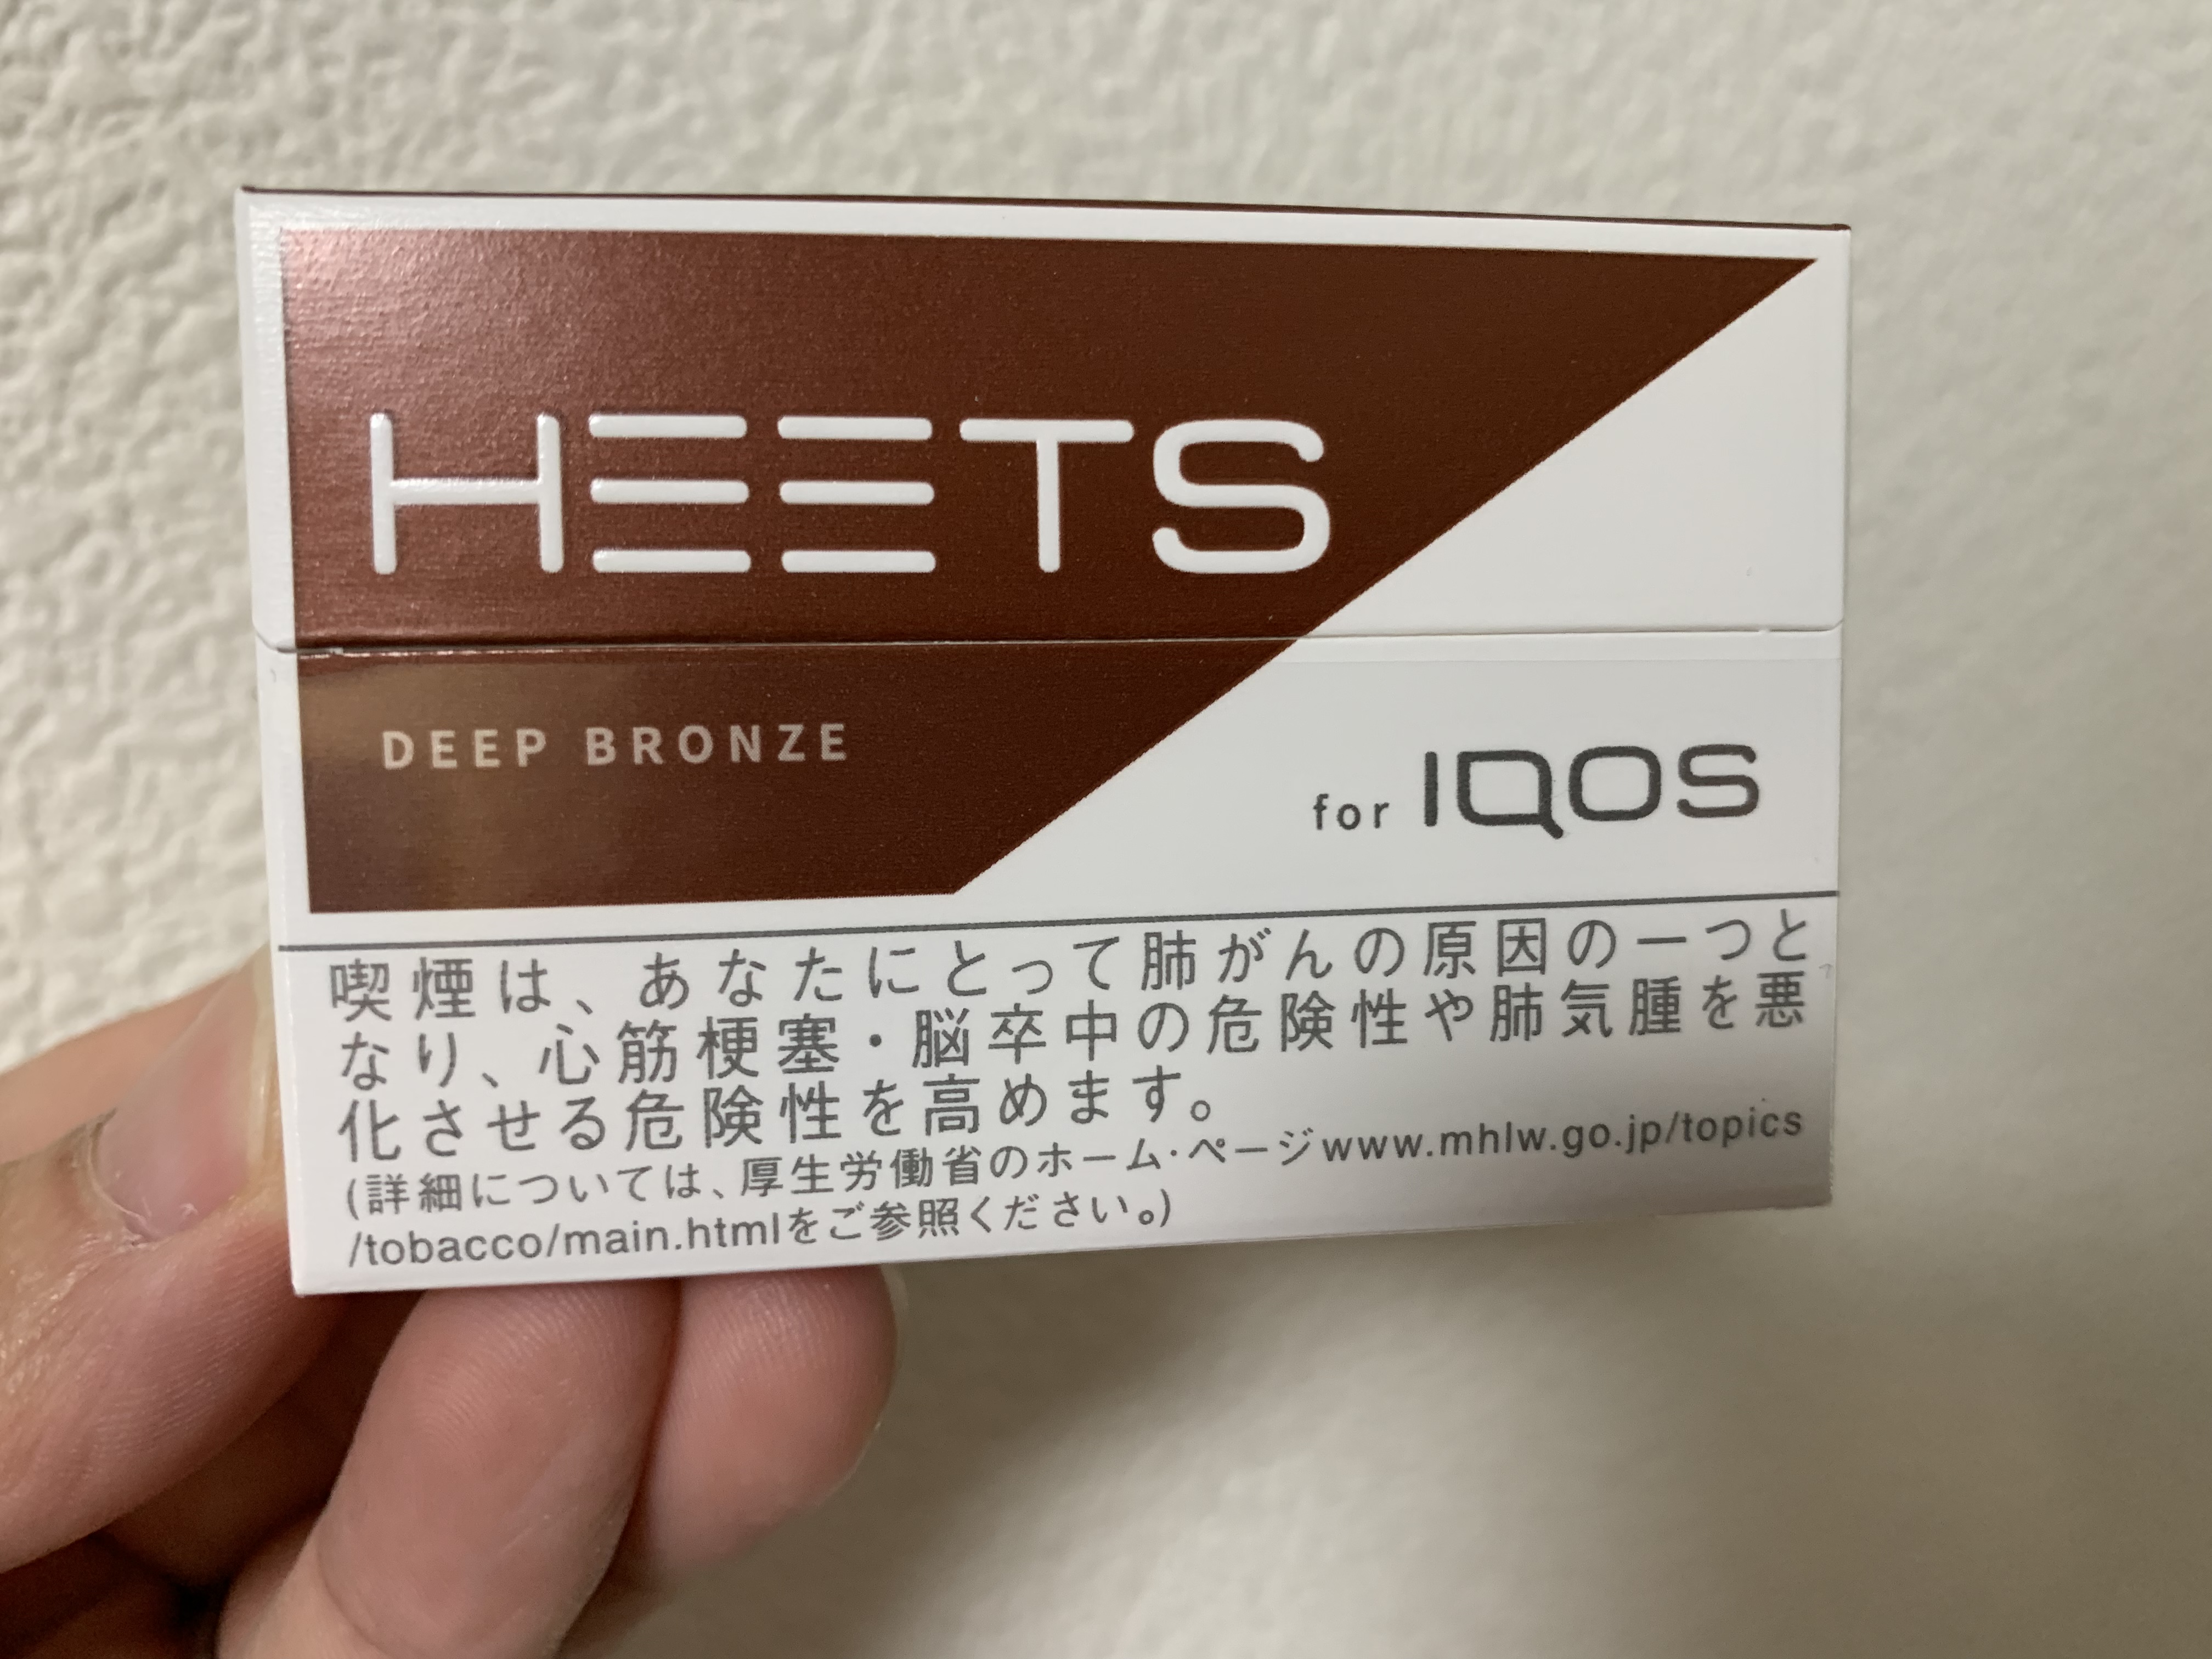 HEETS
DEEP BRONZE
for IQOS
喫煙は、あなたにとって肺がんの原因の一つと
なり、心筋梗塞・脳卒中の危険性や肺気腫を悪
化させる危険性を高めます。
(詳細については、厚生労働省のホーム･ページwww.mhlw.go.jp/topics
/tobacco/main.htmlをご参照ください。)